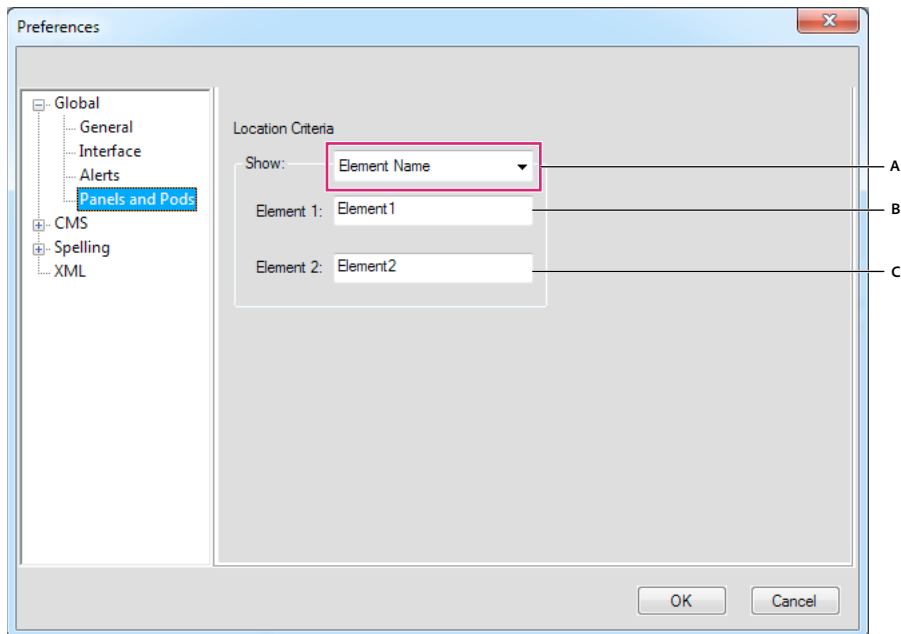 Preferences
Global
General
Interface
Alerts
Panels and Pods
CMS
Spelling
XML
Location Criteria
Show: Element Name A
Element 1: Element1 B
Element 2: Element2 C
OK Cancel